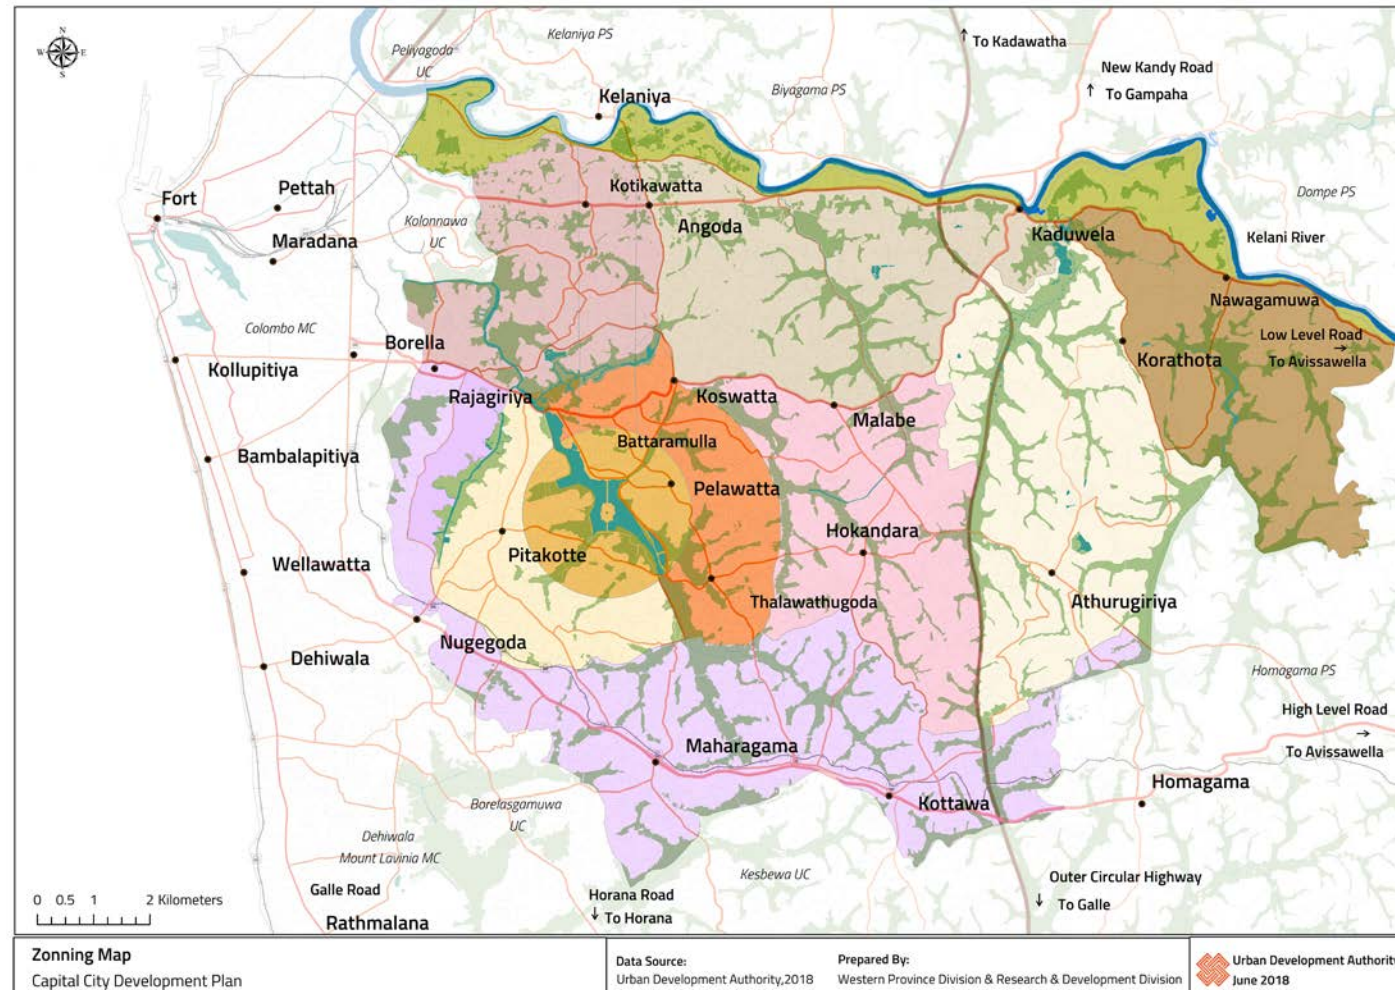 N
W
E
S
Peliyagoda
UC
Kelaniya PS
To Kadawatha
New Kandy Road
To Gampaha
Biyagama PS
Kelaniya
Dompe PS
Fort
Pettah
Kotikawatta
Kolonnawa
UC
Angoda
Maradana
Kaduwela
Kelani River
Nawagamuwa
Colombo MC
Low Level Road
To Avissawella
Borella
Korathota
Kollupitiya
Rajagiriya
Koswatta
Malabe
Battaramulla
Bambalapitiya
Pelawatta
Hokandara
Pitakotte
Wellawatta
Thalawathugoda
Athurugiriya
Nugegoda
Dehiwala
Homagama PS
High Level Road
To Avissawella
Maharagama
Homagama
Kottawa
Borelasgamuwa
UC
Dehiwala
Mount Lavinia MC
Kesbewa UC
Outer Circular Highway
To Galle
Galle Road
Horana Road
To Horana
Rathmalana
0 0.5 1 2 Kilometers
Zonning Map
Capital City Development Plan
Data Source:
Urban Development Authority,2018
Prepared By:
Western Province Division & Research & Development Division
Urban Development Authority
June 2018